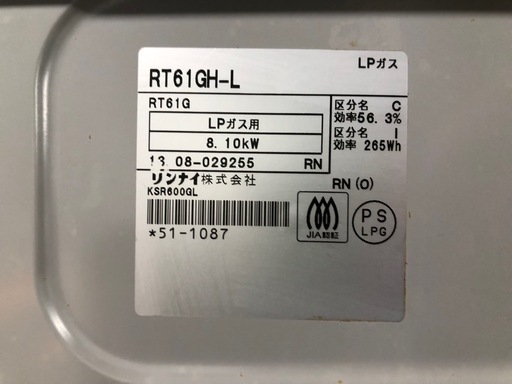 LPガス
RT61GH-L
RT61G
LPガス用
8.10kW
区分名 C
効率56.3%
区分名 I
効率 265Wh
13.08-029255 RN
リンナイ株式会社
KSR600GL
RN(O)
*51-1087
JIA認証
PS
LPG